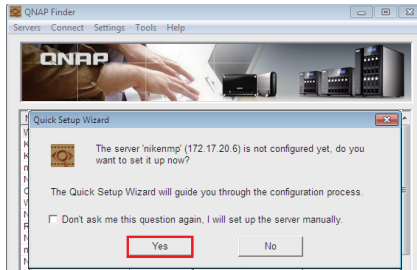 QNAP Finder
Servers Connect Settings Tools Help
QNAP
Quick Setup Wizard
The server 'nikenmp' (172.17.20.6) is not configured yet, do you
want to set it up now?
The Quick Setup Wizard will guide you through the configuration process.
Don't ask me this question again, I will set up the server manually.
Yes No